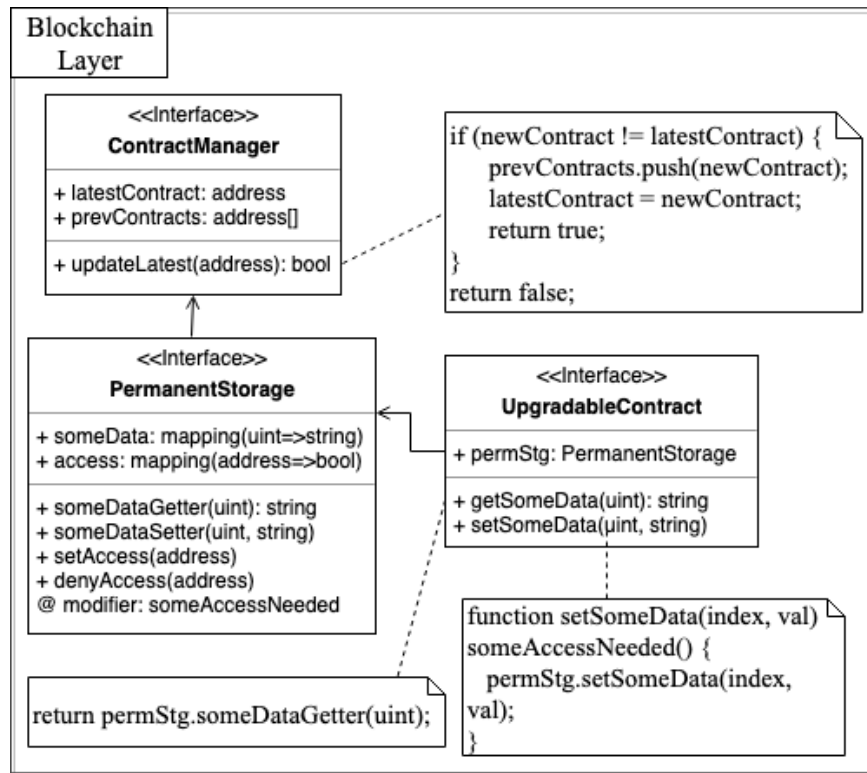 Blockchain
Layer
<<Interface>>
ContractManager
+ latestContract: address
+ prevContracts: address[]
+ updateLatest(address): bool
if (newContract != latestContract) {
prevContracts.push(newContract);
latestContract = newContract;
return true;
}
return false;
<<Interface>>
PermanentStorage
+ someData: mapping(uint=>string)
+ access: mapping(address=>bool)
+ someDataGetter(uint): string
+ someDataSetter(uint, string)
+ setAccess(address)
+ denyAccess(address)
@ modifier: someAccessNeeded
<<Interface>>
UpgradableContract
+ permStg: PermanentStorage
+ getSomeData(uint): string
+ setSomeData(uint, string)
function setSomeData(index, val)
someAccessNeeded() {
permStg.setSomeData(index,
val);
}
return permStg.someDataGetter(uint);